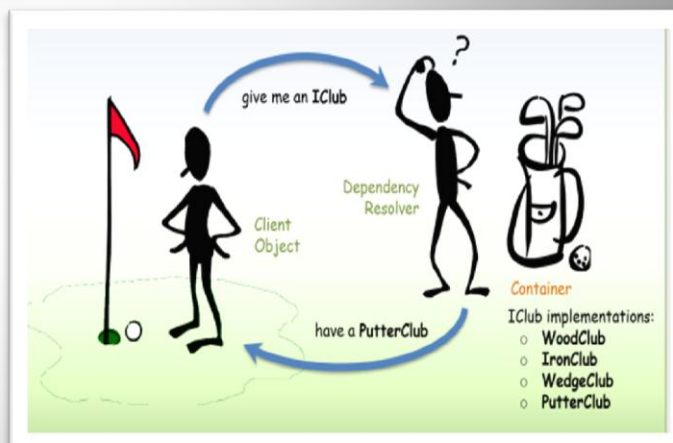 give me an IClub
?
Dependency
Resolver
Client
Object
Container
have a PutterClub
IClub implementations:
○ WoodClub
○ IronClub
○ WedgeClub
○ PutterClub